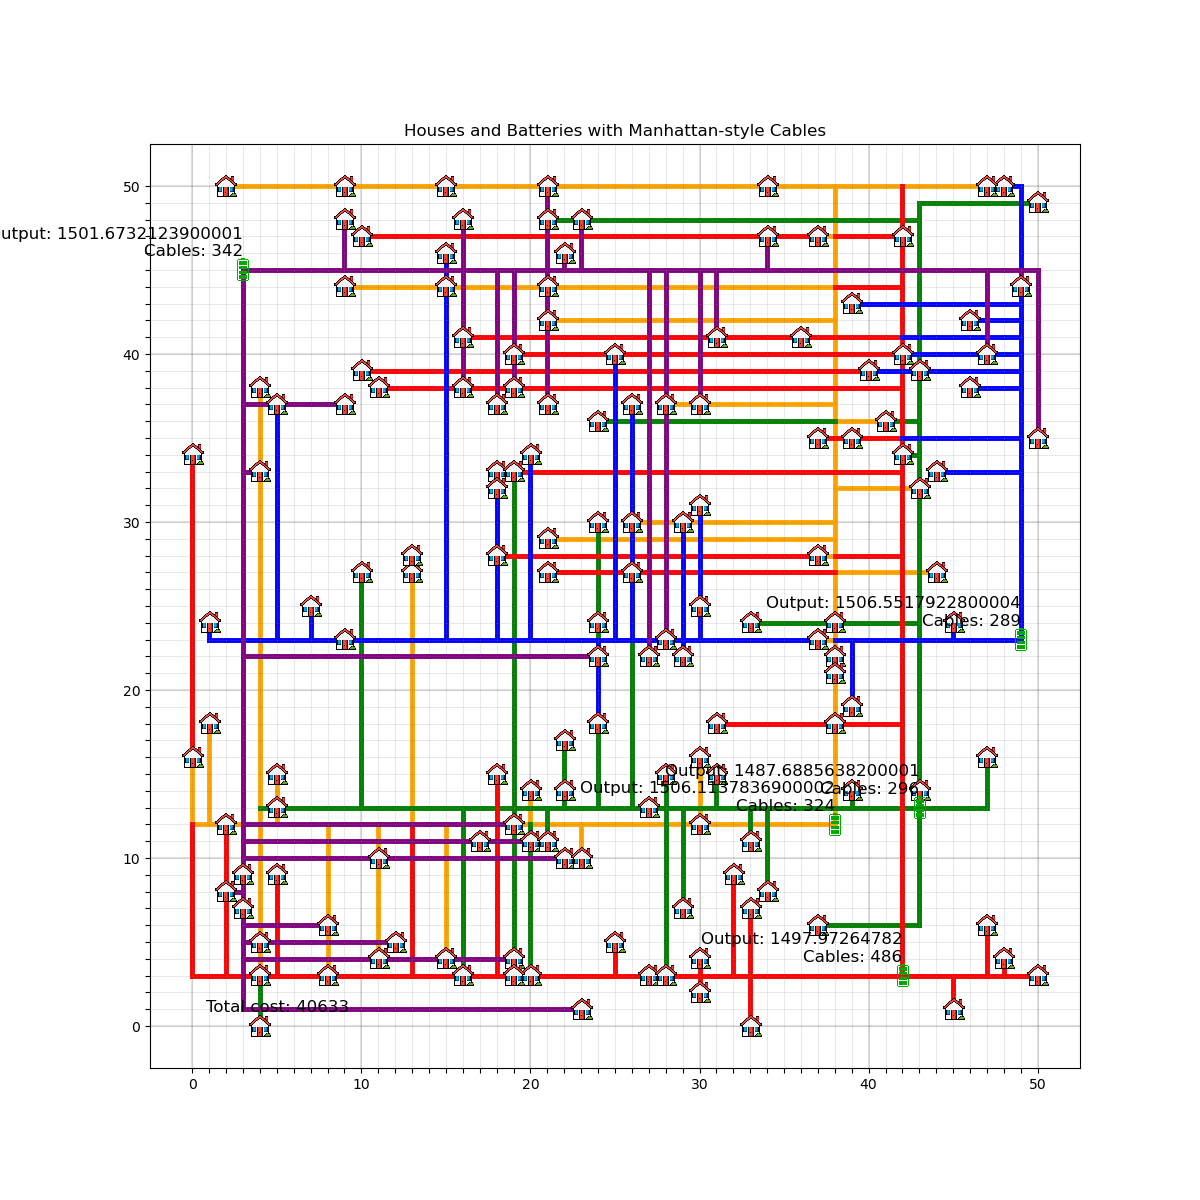 Houses and Batteries with Manhattan-style Cables
50
utput: 1501.6732123900001
Cables: 342
40
30
Output: 1506.5517922800004
Cables: 289
20
Output: 1487.6885638200001
Cables: 296
Output: 1506.1137836900002
Cables: 324
10
Output: 1497.97264782
Cables: 486
Total cost: 40633
0
0 10 20 30 40 50